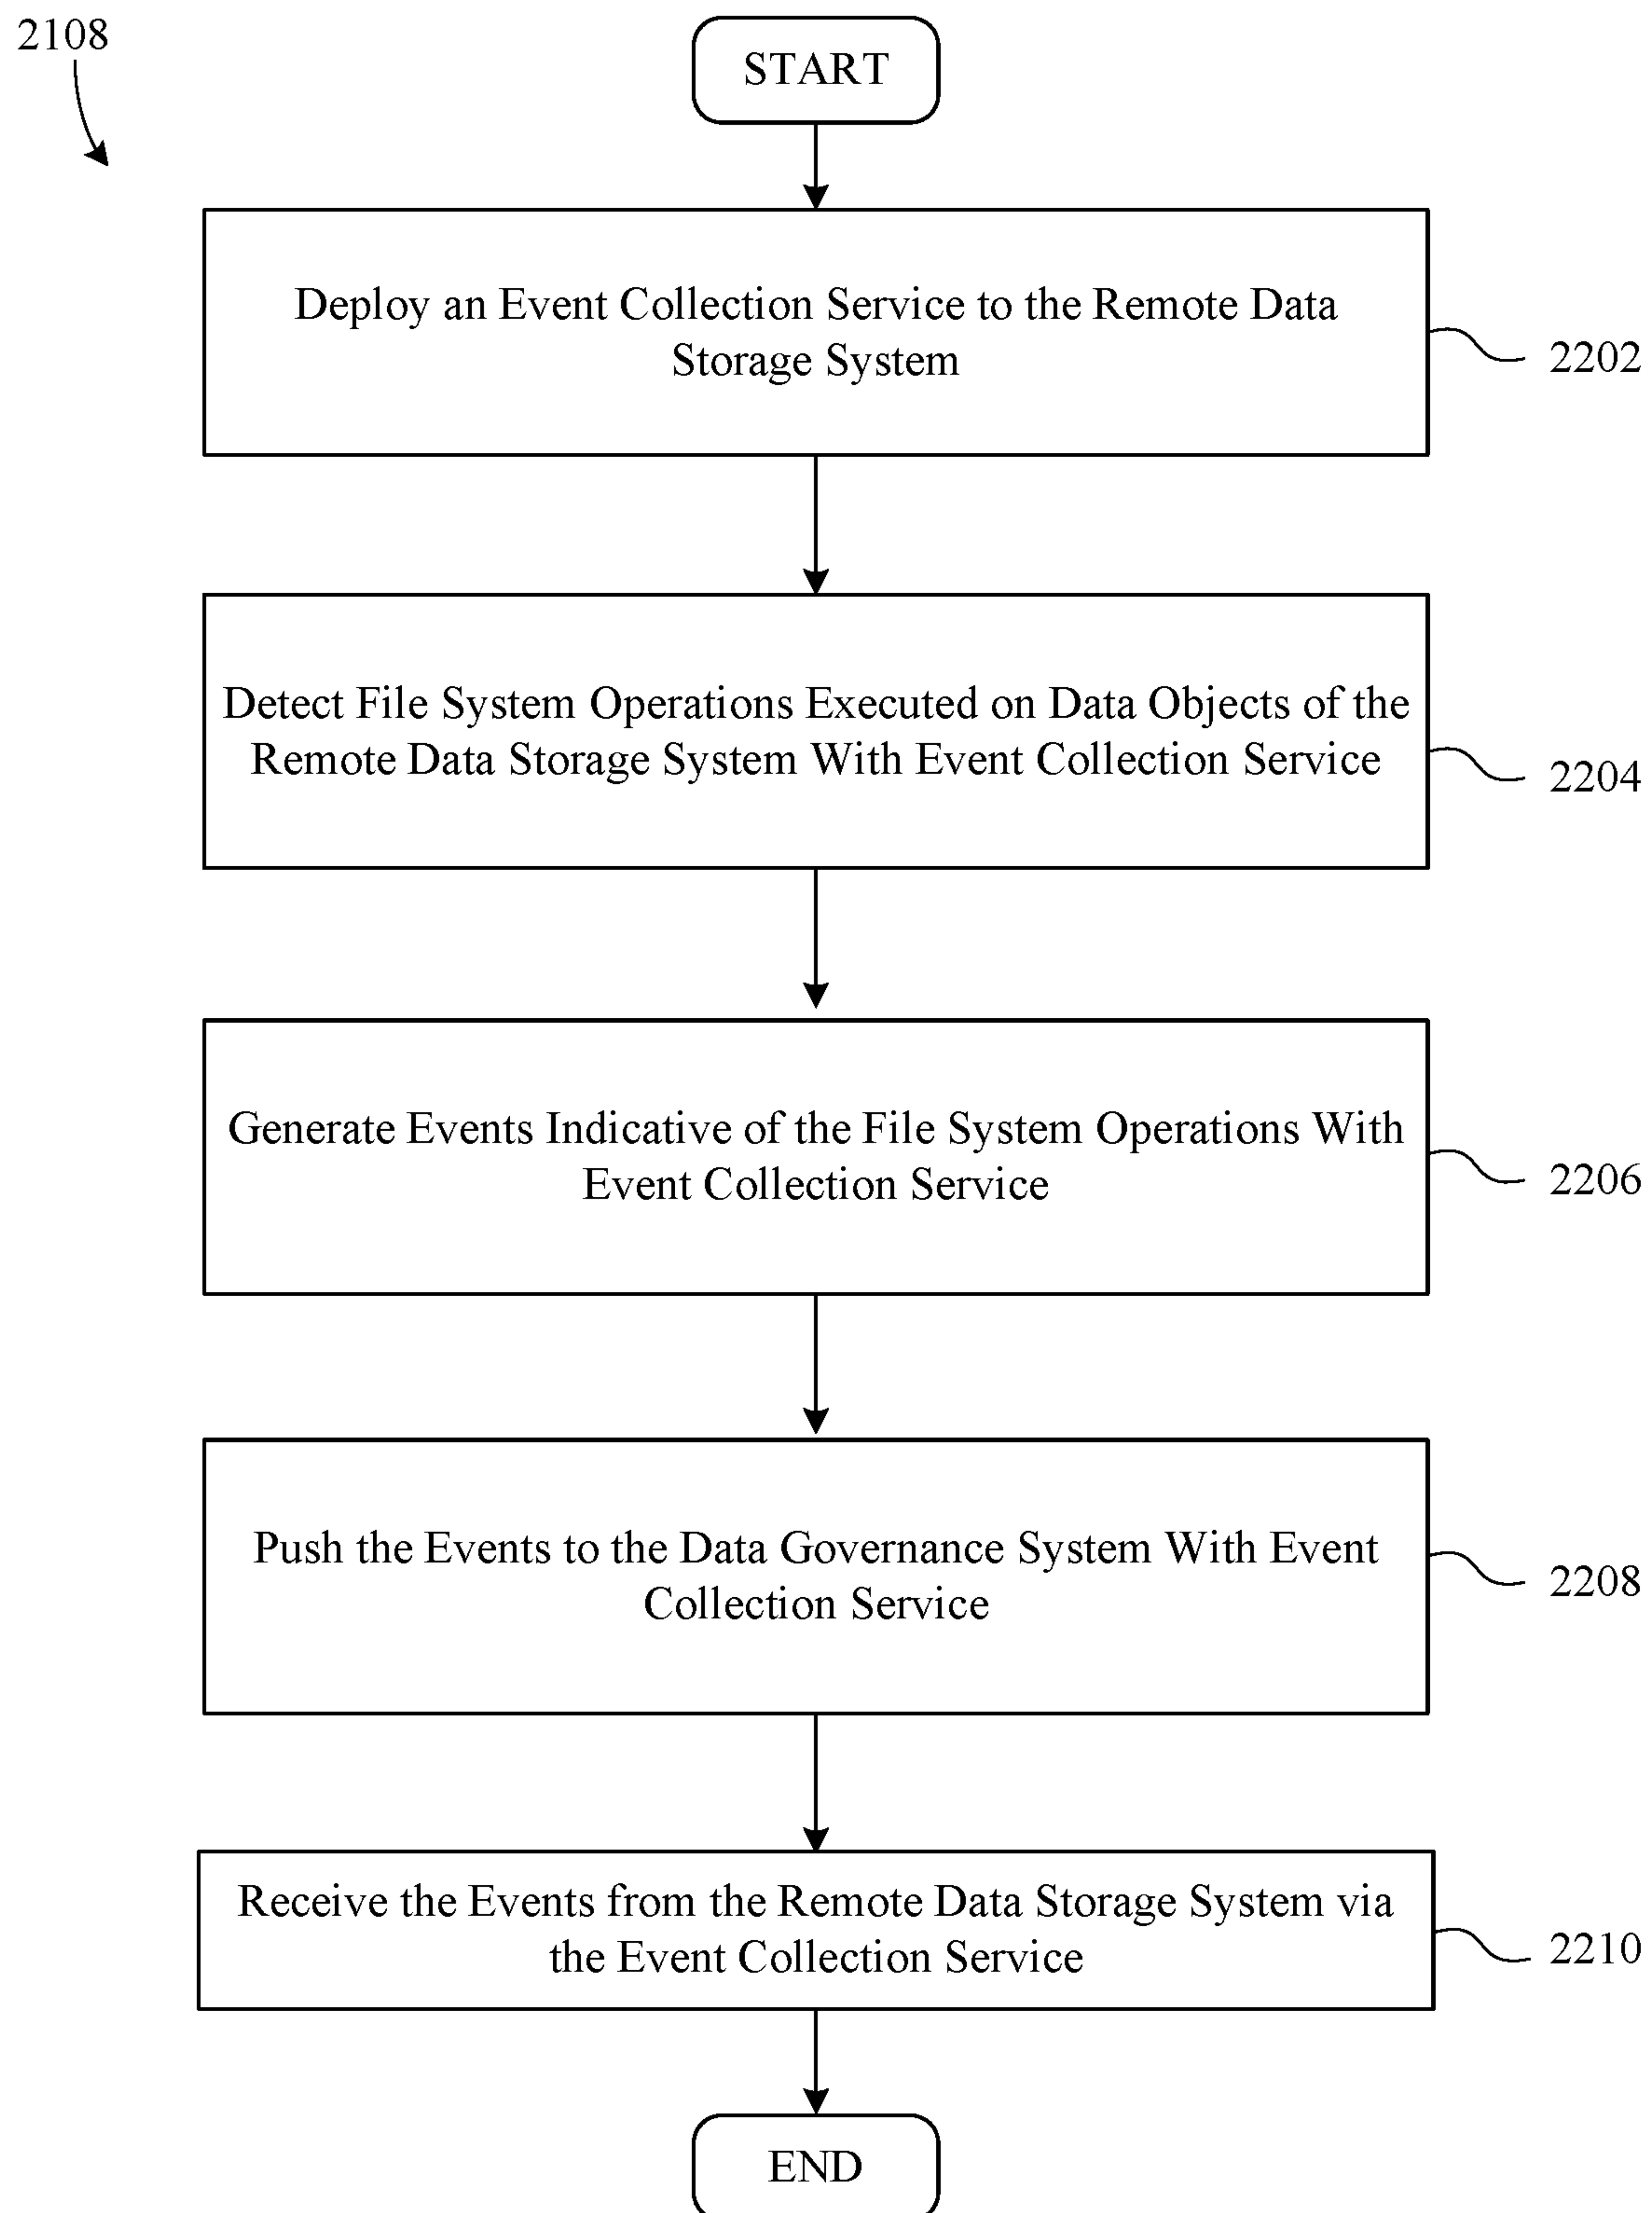 2108
START
Deploy an Event Collection Service to the Remote Data
Storage System
2202
Detect File System Operations Executed on Data Objects of the
Remote Data Storage System With Event Collection Service
2204
Generate Events Indicative of the File System Operations With
Event Collection Service
2206
Push the Events to the Data Governance System With Event
Collection Service
2208
Receive the Events from the Remote Data Storage System via
the Event Collection Service
2210
END